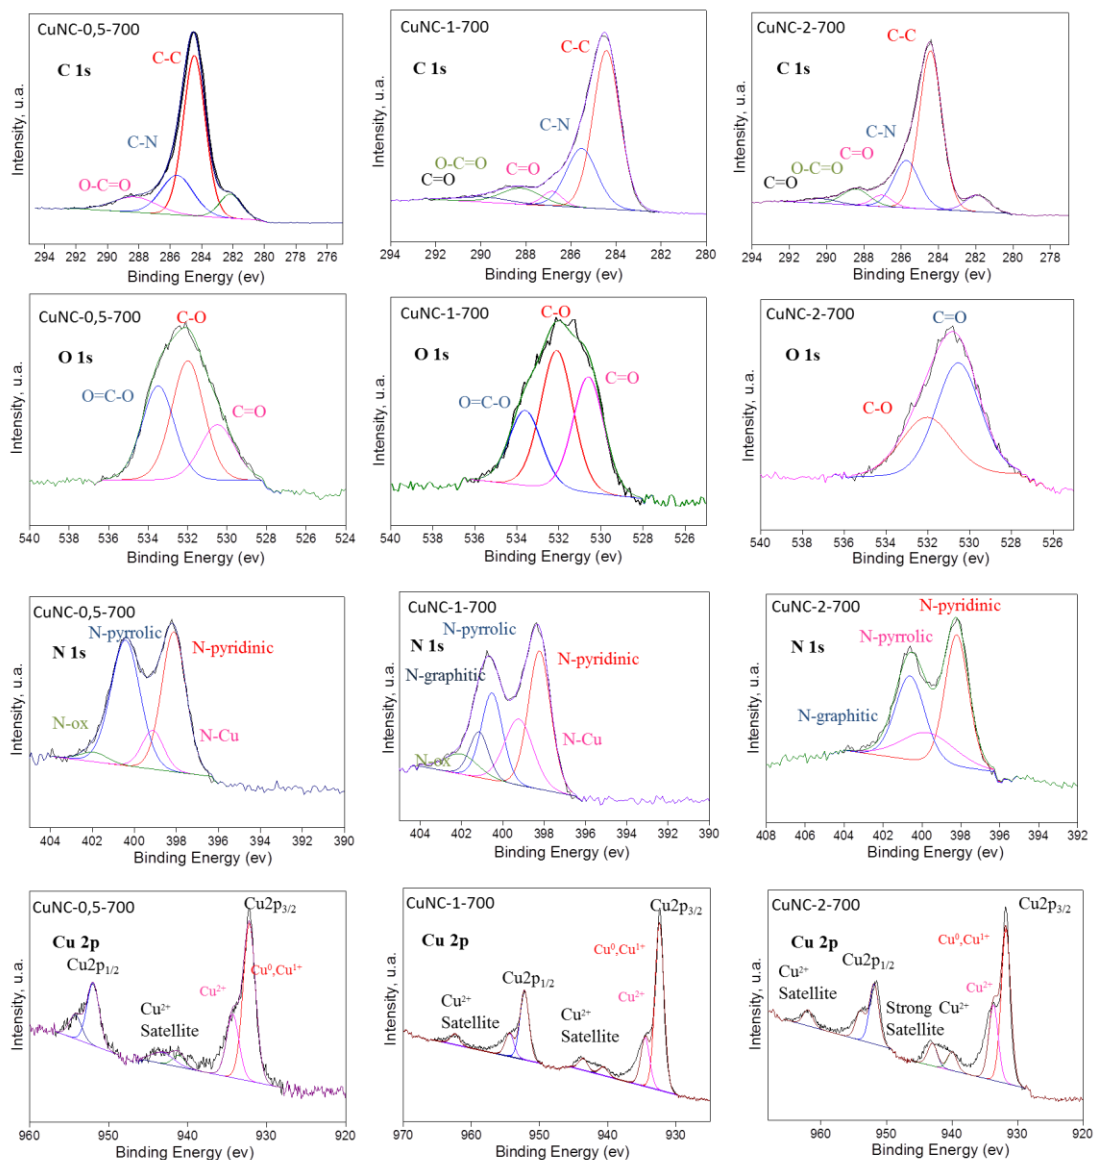 CuNC-0,5-700
C 1s
C-C
C-N
O-C=O
Intensity, u.a.
294 292 290 288 286 284 282 280 278 276
Binding Energy (ev)
CuNC-1-700
C 1s
C-C
C-N
O-C=O
C=O
C=O
Intensity, u.a.
294 292 290 288 286 284 282 280
Binding Energy (ev)
CuNC-2-700
C 1s
C-C
C-N
C=O
O-C=O
C=O
Intensity, u.a.
294 292 290 288 286 284 282 280 278
Binding Energy (ev)
CuNC-0,5-700
O 1s
C-O
O=C-O
C=O
Intensity, u.a.
540 538 536 534 532 530 528 526 524
Binding Energy (ev)
CuNC-1-700
O 1s
C-O
C=O
O=C-O
Intensity, u.a.
540 538 536 534 532 530 528 526
Binding Energy (ev)
CuNC-2-700
O 1s
C=O
C-O
Intensity, u.a.
540 538 536 534 532 530 528 526
Binding Energy (ev)
CuNC-0,5-700
N-pyrrolic
N 1s
N-pyridinic
N-ox
N-Cu
Intensity, u.a.
404 402 400 398 396 394 392 390
Binding Energy (ev)
CuNC-1-700
N-pyrrolic
N 1s
N-pyridinic
N-graphitic
N-Cu
N-ox
Intensity, u.a.
404 402 400 398 396 394 392 390
Binding Energy (ev)
CuNC-2-700
N-pyridinic
N-pyrrolic
N 1s
N-graphitic
Intensity, u.a.
408 406 404 402 400 398 396 394 392
Binding Energy (ev)
CuNC-0,5-700
Cu2p3/2
Cu 2p
Cu2p1/2
Cu⁰,Cu¹⁺
Cu²⁺
Cu²⁺
Satellite
Intensity, u.a.
960 950 940 930 920
Binding Energy (ev)
CuNC-1-700
Cu2p3/2
Cu 2p
Cu⁰,Cu¹⁺
Cu2p1/2
Cu²⁺
Cu²⁺
Satellite
Cu²⁺
Satellite
Intensity, u.a.
970 960 950 940 930
Binding Energy (ev)
CuNC-2-700
Cu2p3/2
Cu 2p
Cu⁰,Cu¹⁺
Cu2p1/2
Cu²⁺
Satellite
Cu²⁺
Strong Cu²⁺
Satellite
Intensity, u.a.
960 950 940 930 920
Binding Energy (ev)